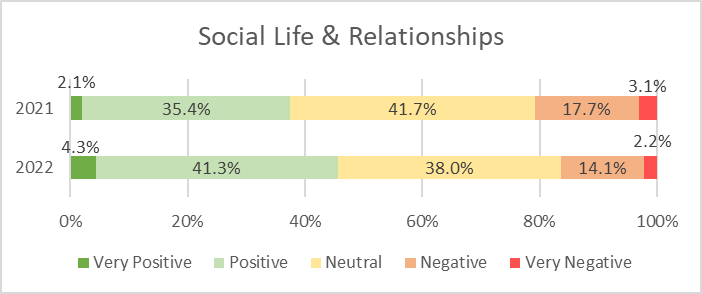 Social Life & Relationships
2.1% 3.1%
2021 35.4% 41.7% 17.7%
4.3% 2.2%
2022 41.3% 38.0% 14.1%
0% 20% 40% 60% 80% 100%
Very Positive Positive Neutral Negative Very Negative